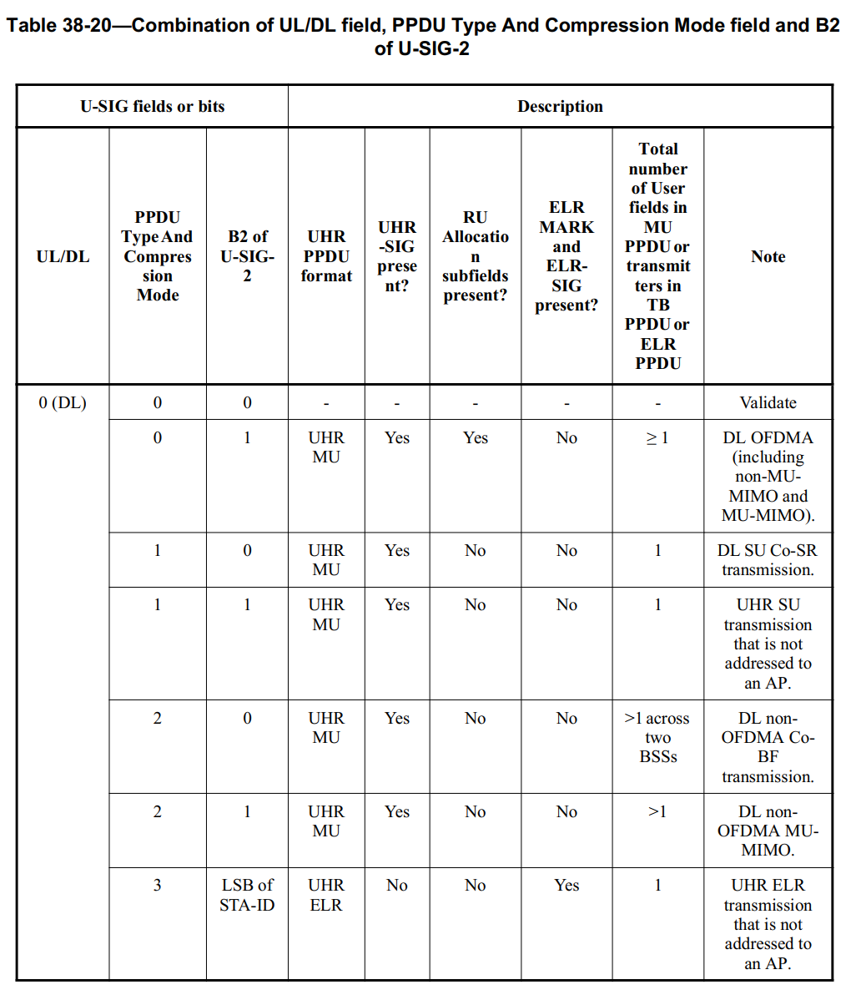 Table 38-20—Combination of UL/DL field, PPDU Type And Compression Mode field and B2
of U-SIG-2
U-SIG fields or bits
Description
UL/DL
PPDU
Type And
Compres
sion
Mode
B2 of
U-SIG-
2
UHR
PPDU
format
UHR
-SIG
prese
nt?
RU
Allocatio
n
subfields
present?
ELR
MARK
and
ELR-
SIG
present?
Total
number
of User
fields in
MU
PPDU or
transmit
ters in
TB
PPDU or
ELR
PPDU
Note
0 (DL)
0
0
-
-
-
-
-
Validate
0
1
UHR
MU
Yes
Yes
No
≥ 1
DL OFDMA
(including
non-MU-
MIMO and
MU-MIMO).
1
0
UHR
MU
Yes
No
No
1
DL SU Co-SR
transmission.
1
1
UHR
MU
Yes
No
No
1
UHR SU
transmission
that is not
addressed to
an AP.
2
0
UHR
MU
Yes
No
No
>1 across
two
BSSs
DL non-
OFDMA Co-
BF
transmission.
2
1
UHR
MU
Yes
No
No
>1
DL non-
OFDMA MU-
MIMO.
3
LSB of
STA-ID
UHR
ELR
No
No
Yes
1
UHR ELR
transmission
that is not
addressed to
an AP.